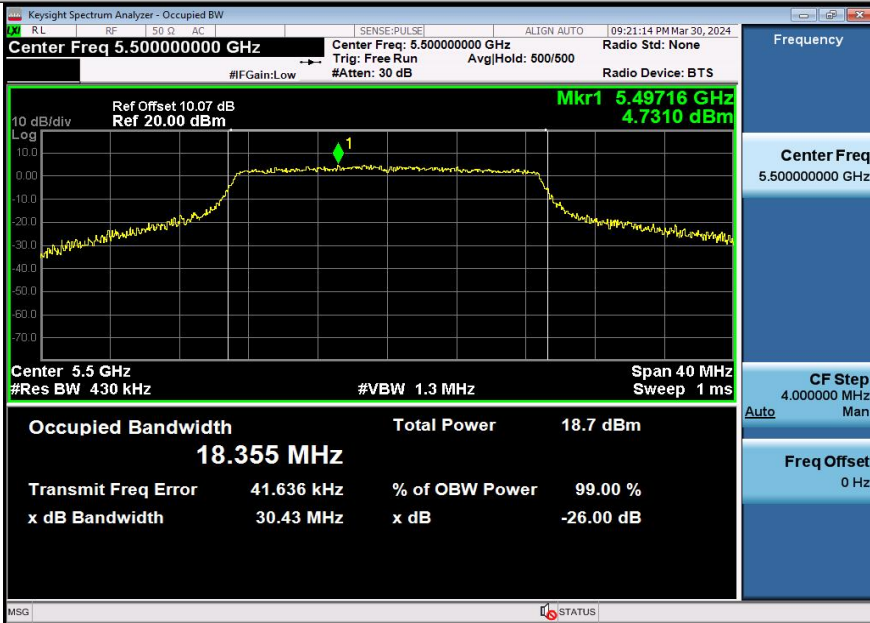 Keysight Spectrum Analyzer - Occupied BW
LXI RL RF 50 Ω AC SENSE:PULSE ALIGN AUTO 09:21:14 PM Mar 30, 2024
Center Freq 5.500000000 GHz
Center Freq: 5.500000000 GHz Radio Std: None
Trig: Free Run Avg|Hold: 500/500
#IFGain:Low #Atten: 30 dB Radio Device: BTS
Frequency
Ref Offset 10.07 dB Mkr1 5.49716 GHz
10 dB/div Ref 20.00 dBm 4.7310 dBm
Log
1
10.0
0.00
-10.0
-20.0
-30.0
-40.0
-50.0
-60.0
-70.0
Center 5.5 GHz Span 40 MHz
#Res BW 430 kHz #VBW 1.3 MHz Sweep 1 ms
Occupied Bandwidth Total Power 18.7 dBm
18.355 MHz
Transmit Freq Error 41.636 kHz % of OBW Power 99.00 %
x dB Bandwidth 30.43 MHz x dB -26.00 dB
Center Freq
5.500000000 GHz
CF Step
4.000000 MHz
Auto Man
Freq Offset
0 Hz
MSG STATUS